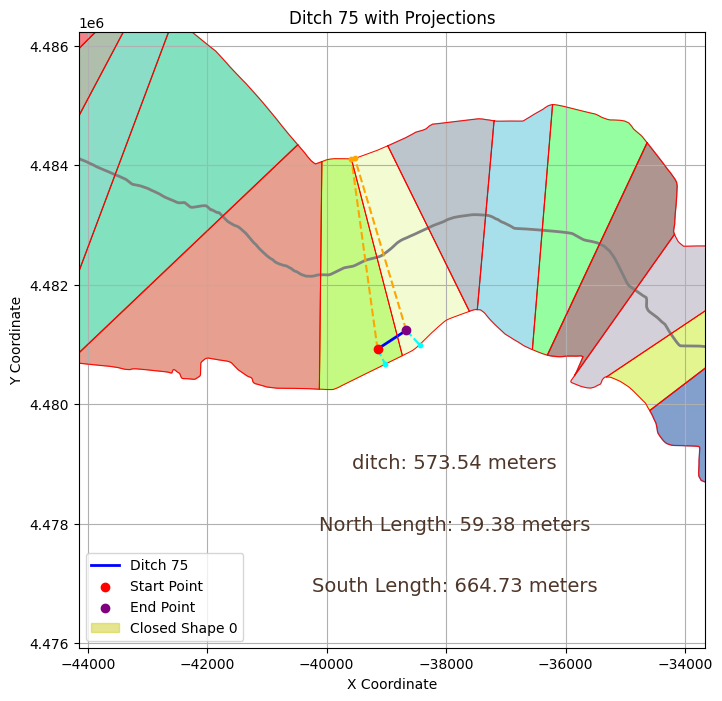 Ditch 75 with Projections
1e6
4.486
4.484
4.482
4.480
4.478
4.476
Y Coordinate
ditch: 573.54 meters
North Length: 59.38 meters
South Length: 664.73 meters
Ditch 75
Start Point
End Point
Closed Shape 0
−44000 −42000 −40000 −38000 −36000 −34000
X Coordinate